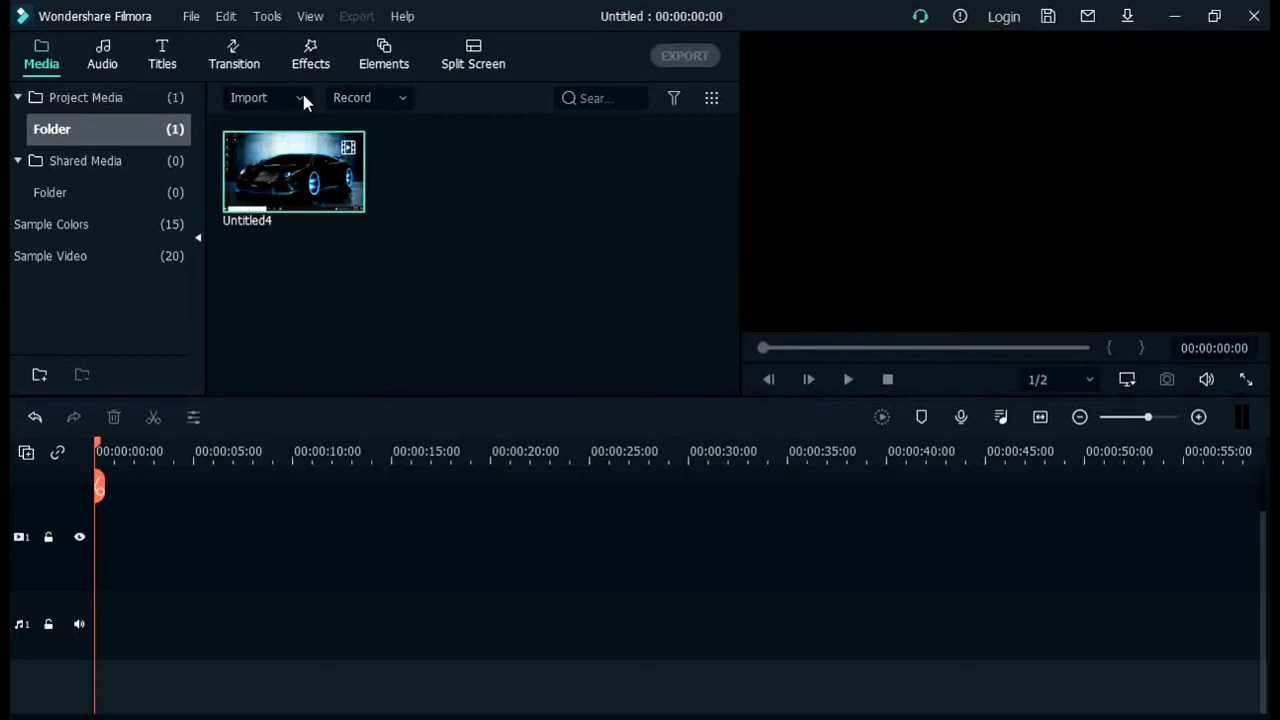 Wondershare Filmora File Edit Tools View Export Help Untitled : 00:00:00:00 Login
Media Audio Titles Transition Effects Elements Split Screen EXPORT
Project Media (1) Import Record Sear...
Folder (1)
Shared Media (0)
Folder (0)
Sample Colors (15)
Sample Video (20)
Untitled4
{ } 00:00:00:00
1/2
00:00:00:00 00:00:05:00 00:00:10:00 00:00:15:00 00:00:20:00 00:00:25:00 00:00:30:00 00:00:35:00 00:00:40:00 00:00:45:00 00:00:50:00 00:00:55:00
1
1